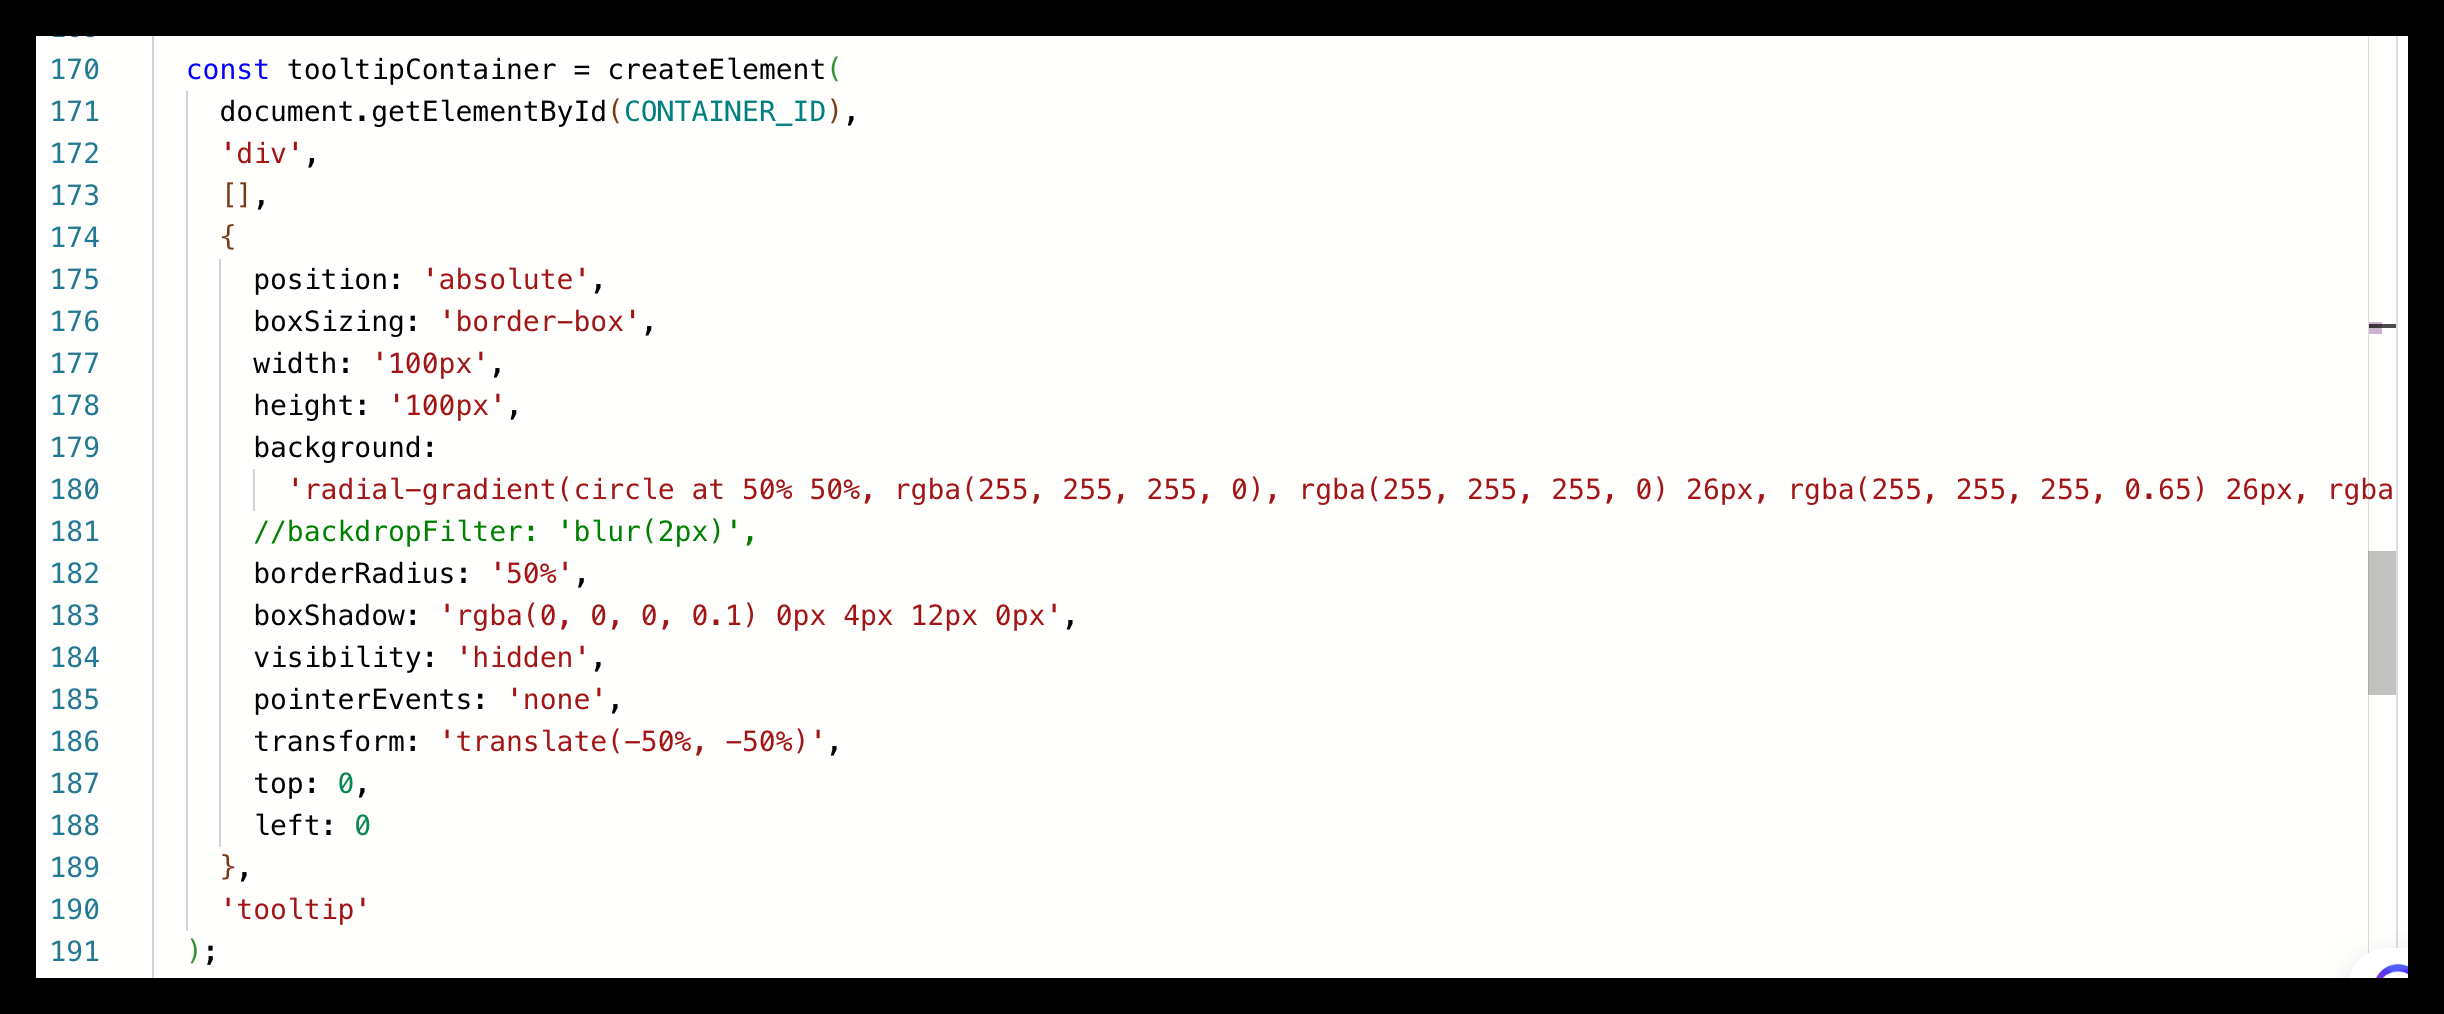 170 const tooltipContainer = createElement(
171 document.getElementById(CONTAINER_ID),
172 'div',
173 [],
174 {
175 position: 'absolute',
176 boxSizing: 'border-box',
177 width: '100px',
178 height: '100px',
179 background:
180 'radial-gradient(circle at 50% 50%, rgba(255, 255, 255, 0), rgba(255, 255, 255, 0) 26px, rgba(255, 255, 255, 0.65) 26px, rgba
181 //backdropFilter: 'blur(2px)',
182 borderRadius: '50%',
183 boxShadow: 'rgba(0, 0, 0, 0.1) 0px 4px 12px 0px',
184 visibility: 'hidden',
185 pointerEvents: 'none',
186 transform: 'translate(-50%, -50%)',
187 top: 0,
188 left: 0
189 },
190 'tooltip'
191 );